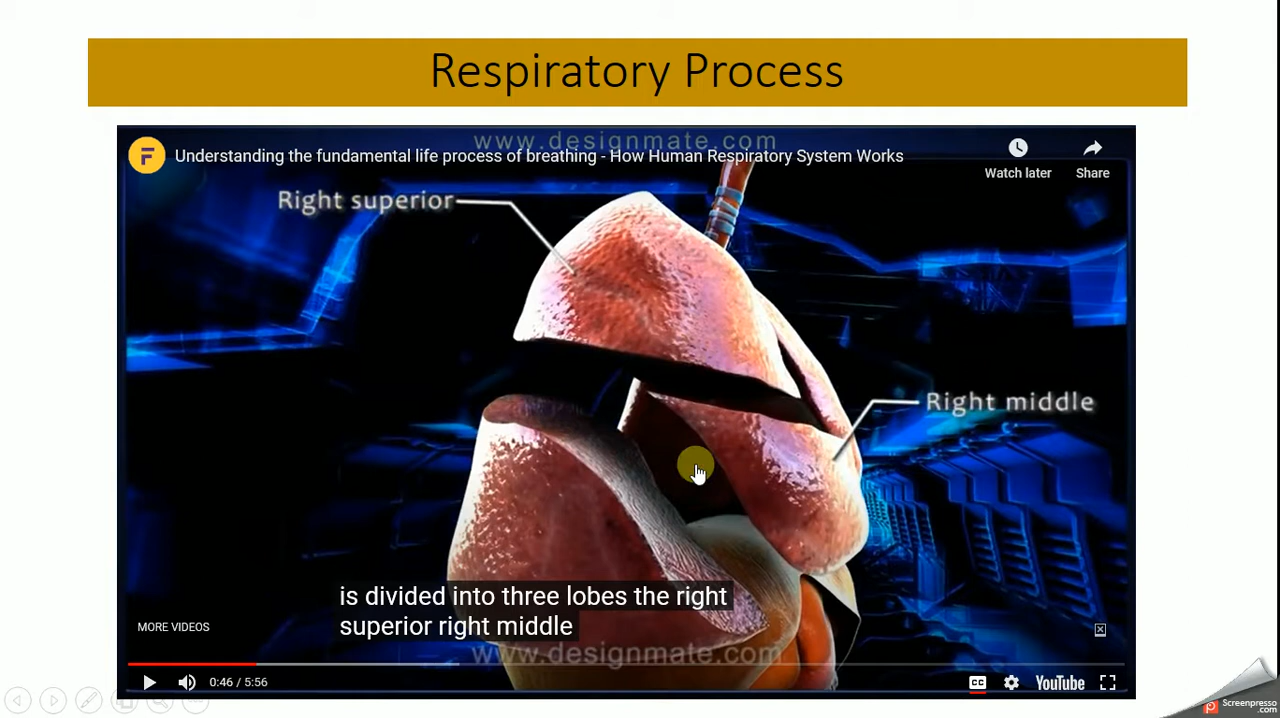 Respiratory Process
www.designmate.com
Understanding the fundamental life process of breathing - How Human Respiratory System Works
Watch later
Share
Right superior
Right middle
is divided into three lobes the right
superior right middle
MORE VIDEOS
www.designmate.com
0:46 / 5:56
CC
YouTube
Screenpresso
.com